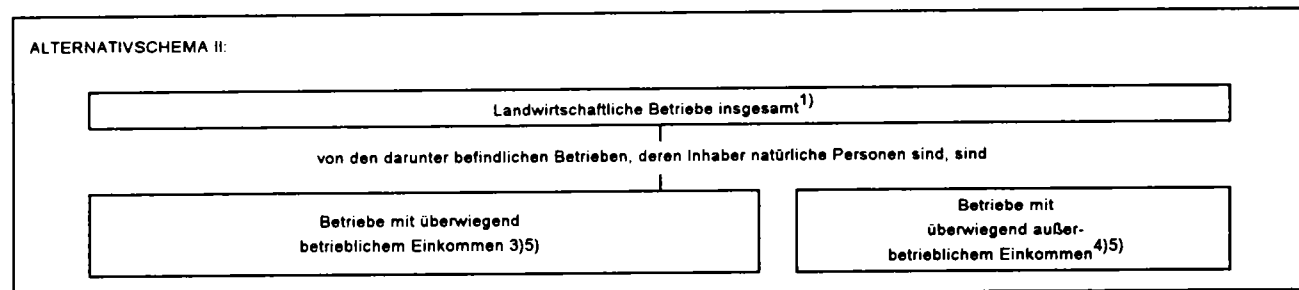 ALTERNATIVSCHEMA II:
Landwirtschaftliche Betriebe insgesamt1)
von den darunter befindlichen Betrieben, deren Inhaber natürliche Personen sind, sind
Betriebe mit überwiegend
betrieblichem Einkommen 3)5)
Betriebe mit
überwiegend außer-
betrieblichem Einkommen4)5)